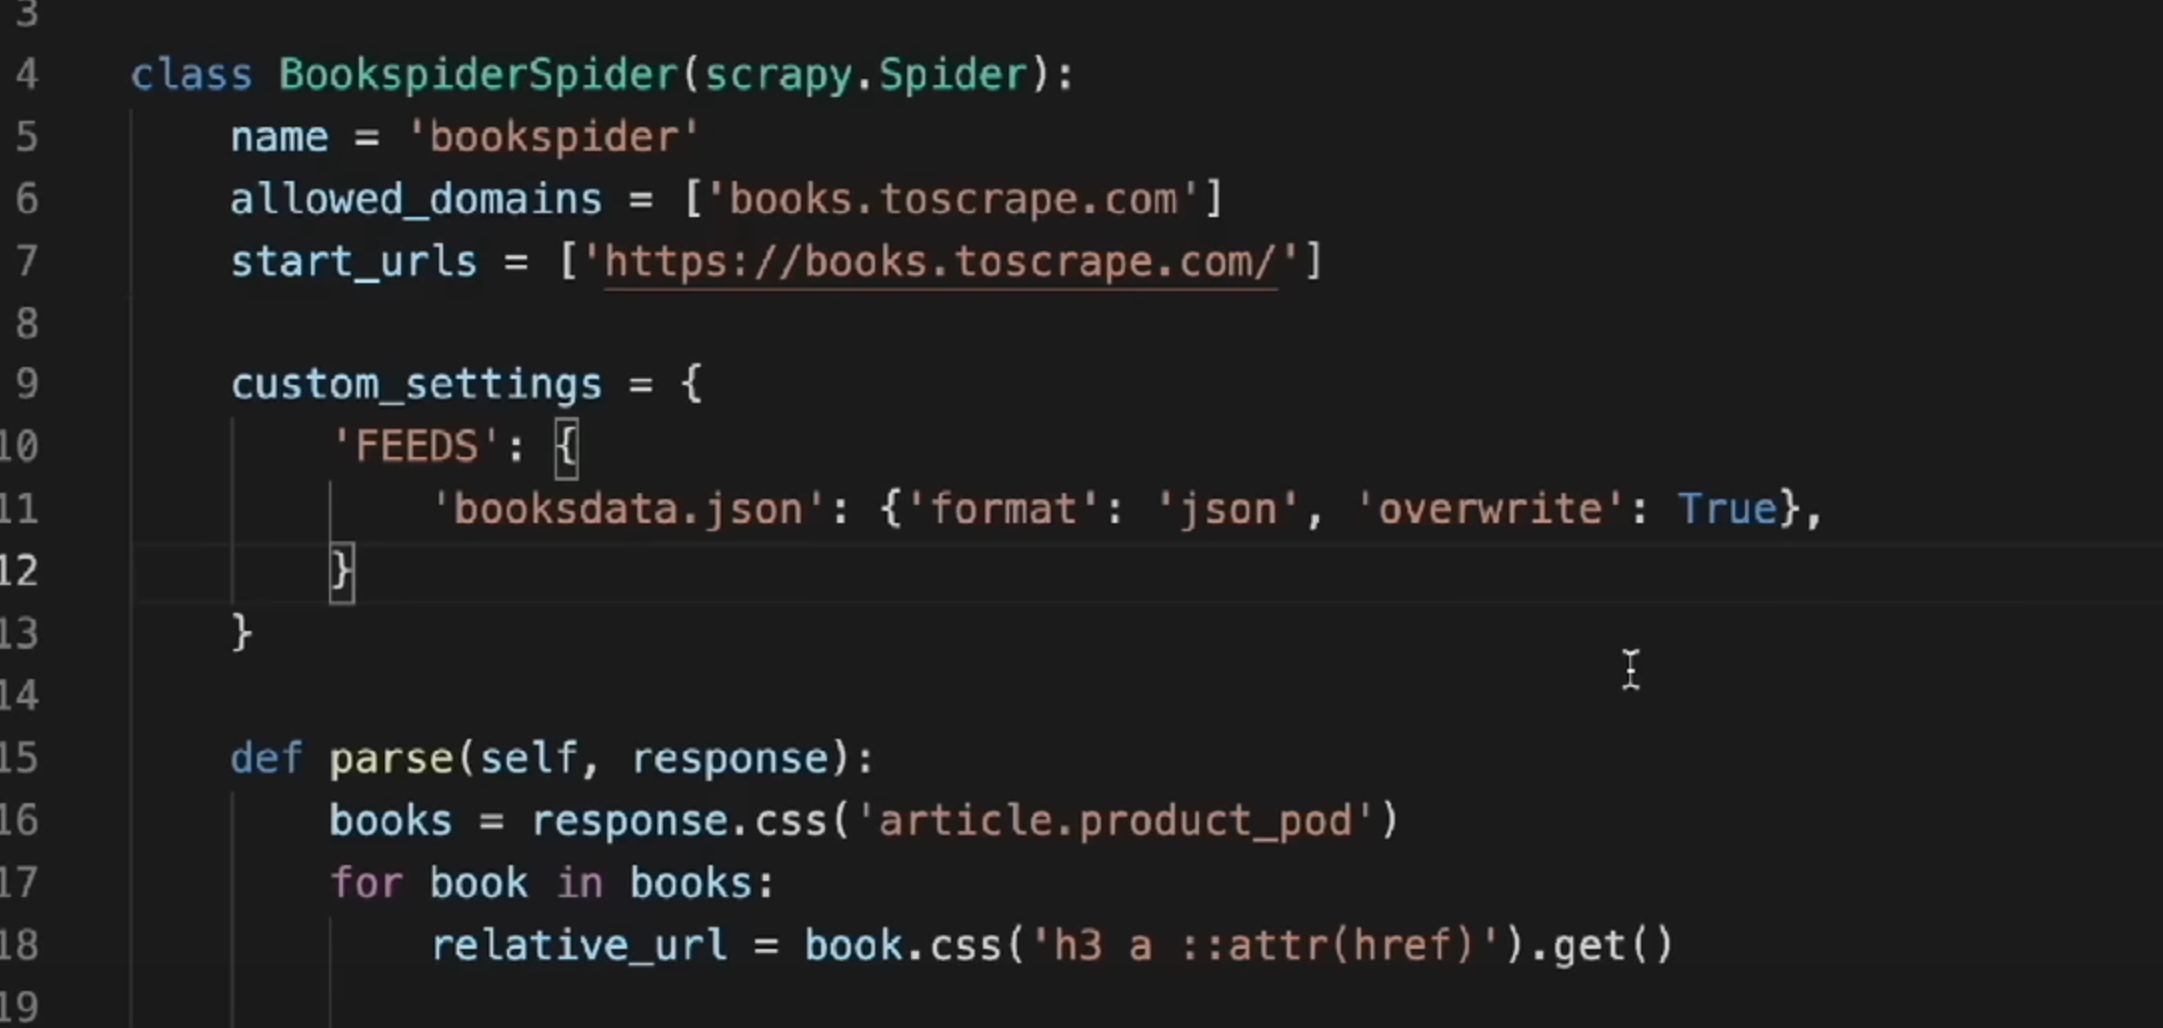 3
4 class BookspiderSpider(scrapy.Spider):
5     name = 'bookspider'
6     allowed_domains = ['books.toscrape.com']
7     start_urls = ['https://books.toscrape.com/']
8
9     custom_settings = {
10         'FEEDS': {
11             'booksdata.json': {'format': 'json', 'overwrite': True},
12         }
13     }
14
15     def parse(self, response):
16         books = response.css('article.product_pod')
17         for book in books:
18             relative_url = book.css('h3 a ::attr(href)').get()
19